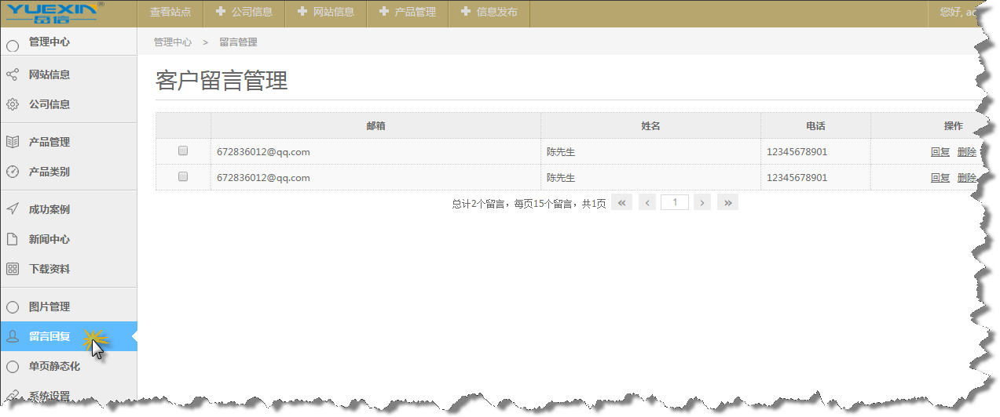 YUEXIN®
查看站点
公司信息
网站信息
产品管理
信息发布
您好,
管理中心
网站信息
公司信息
产品管理
产品类别
成功案例
新闻中心
下载资料
图片管理
留言回复
单页静态化
系统设置
管理中心 > 留言管理
客户留言管理
邮箱 姓名 电话 操作
672836012@qq.com 陈先生 12345678901 回复 删除
672836012@qq.com 陈先生 12345678901 回复 删除
总计2个留言，每页15个留言，共1页 « ‹ 1 › »